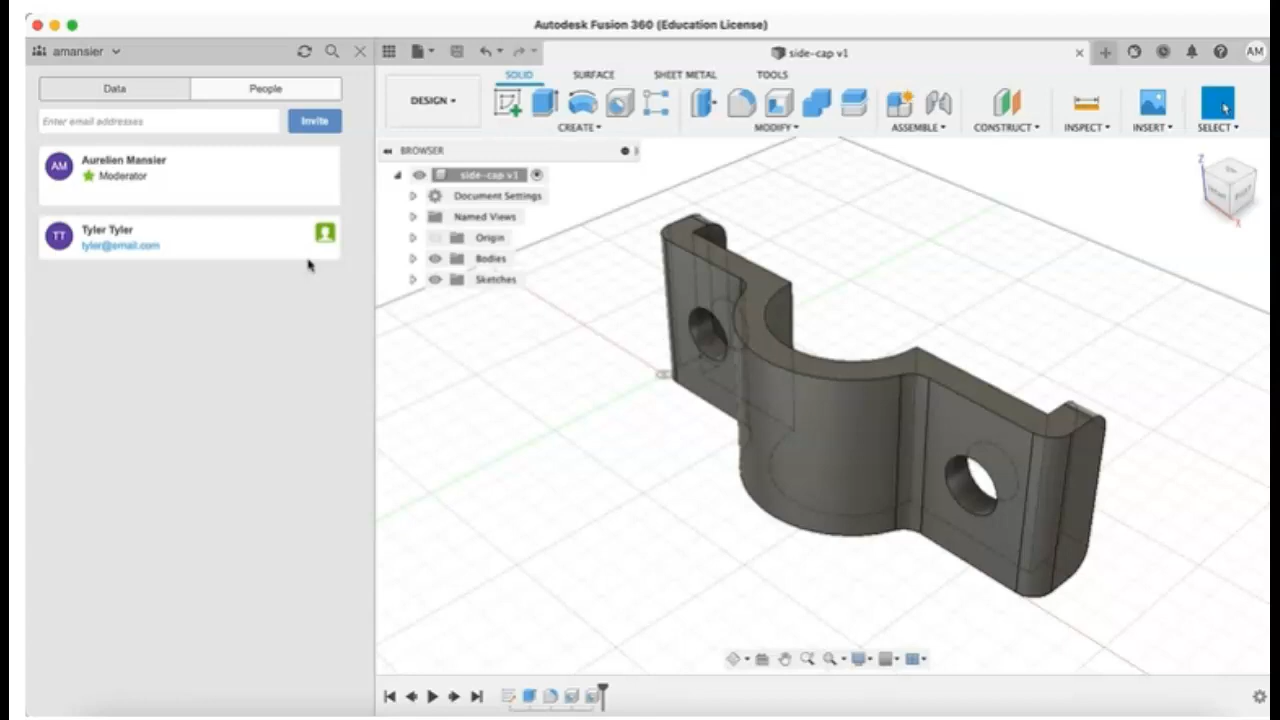 Autodesk Fusion 360 (Education License)
amansier
side-cap v1
AM
Data People
Enter email addresses Invite
AM Aurelien Mansier
Moderator
TT Tyler Tyler
tyler@email.com
SOLID SURFACE SHEET METAL TOOLS
DESIGN
CREATE MODIFY ASSEMBLE CONSTRUCT INSPECT INSERT SELECT
BROWSER
side-cap v1
Document Settings
Named Views
Origin
Bodies
Sketches
Z
X